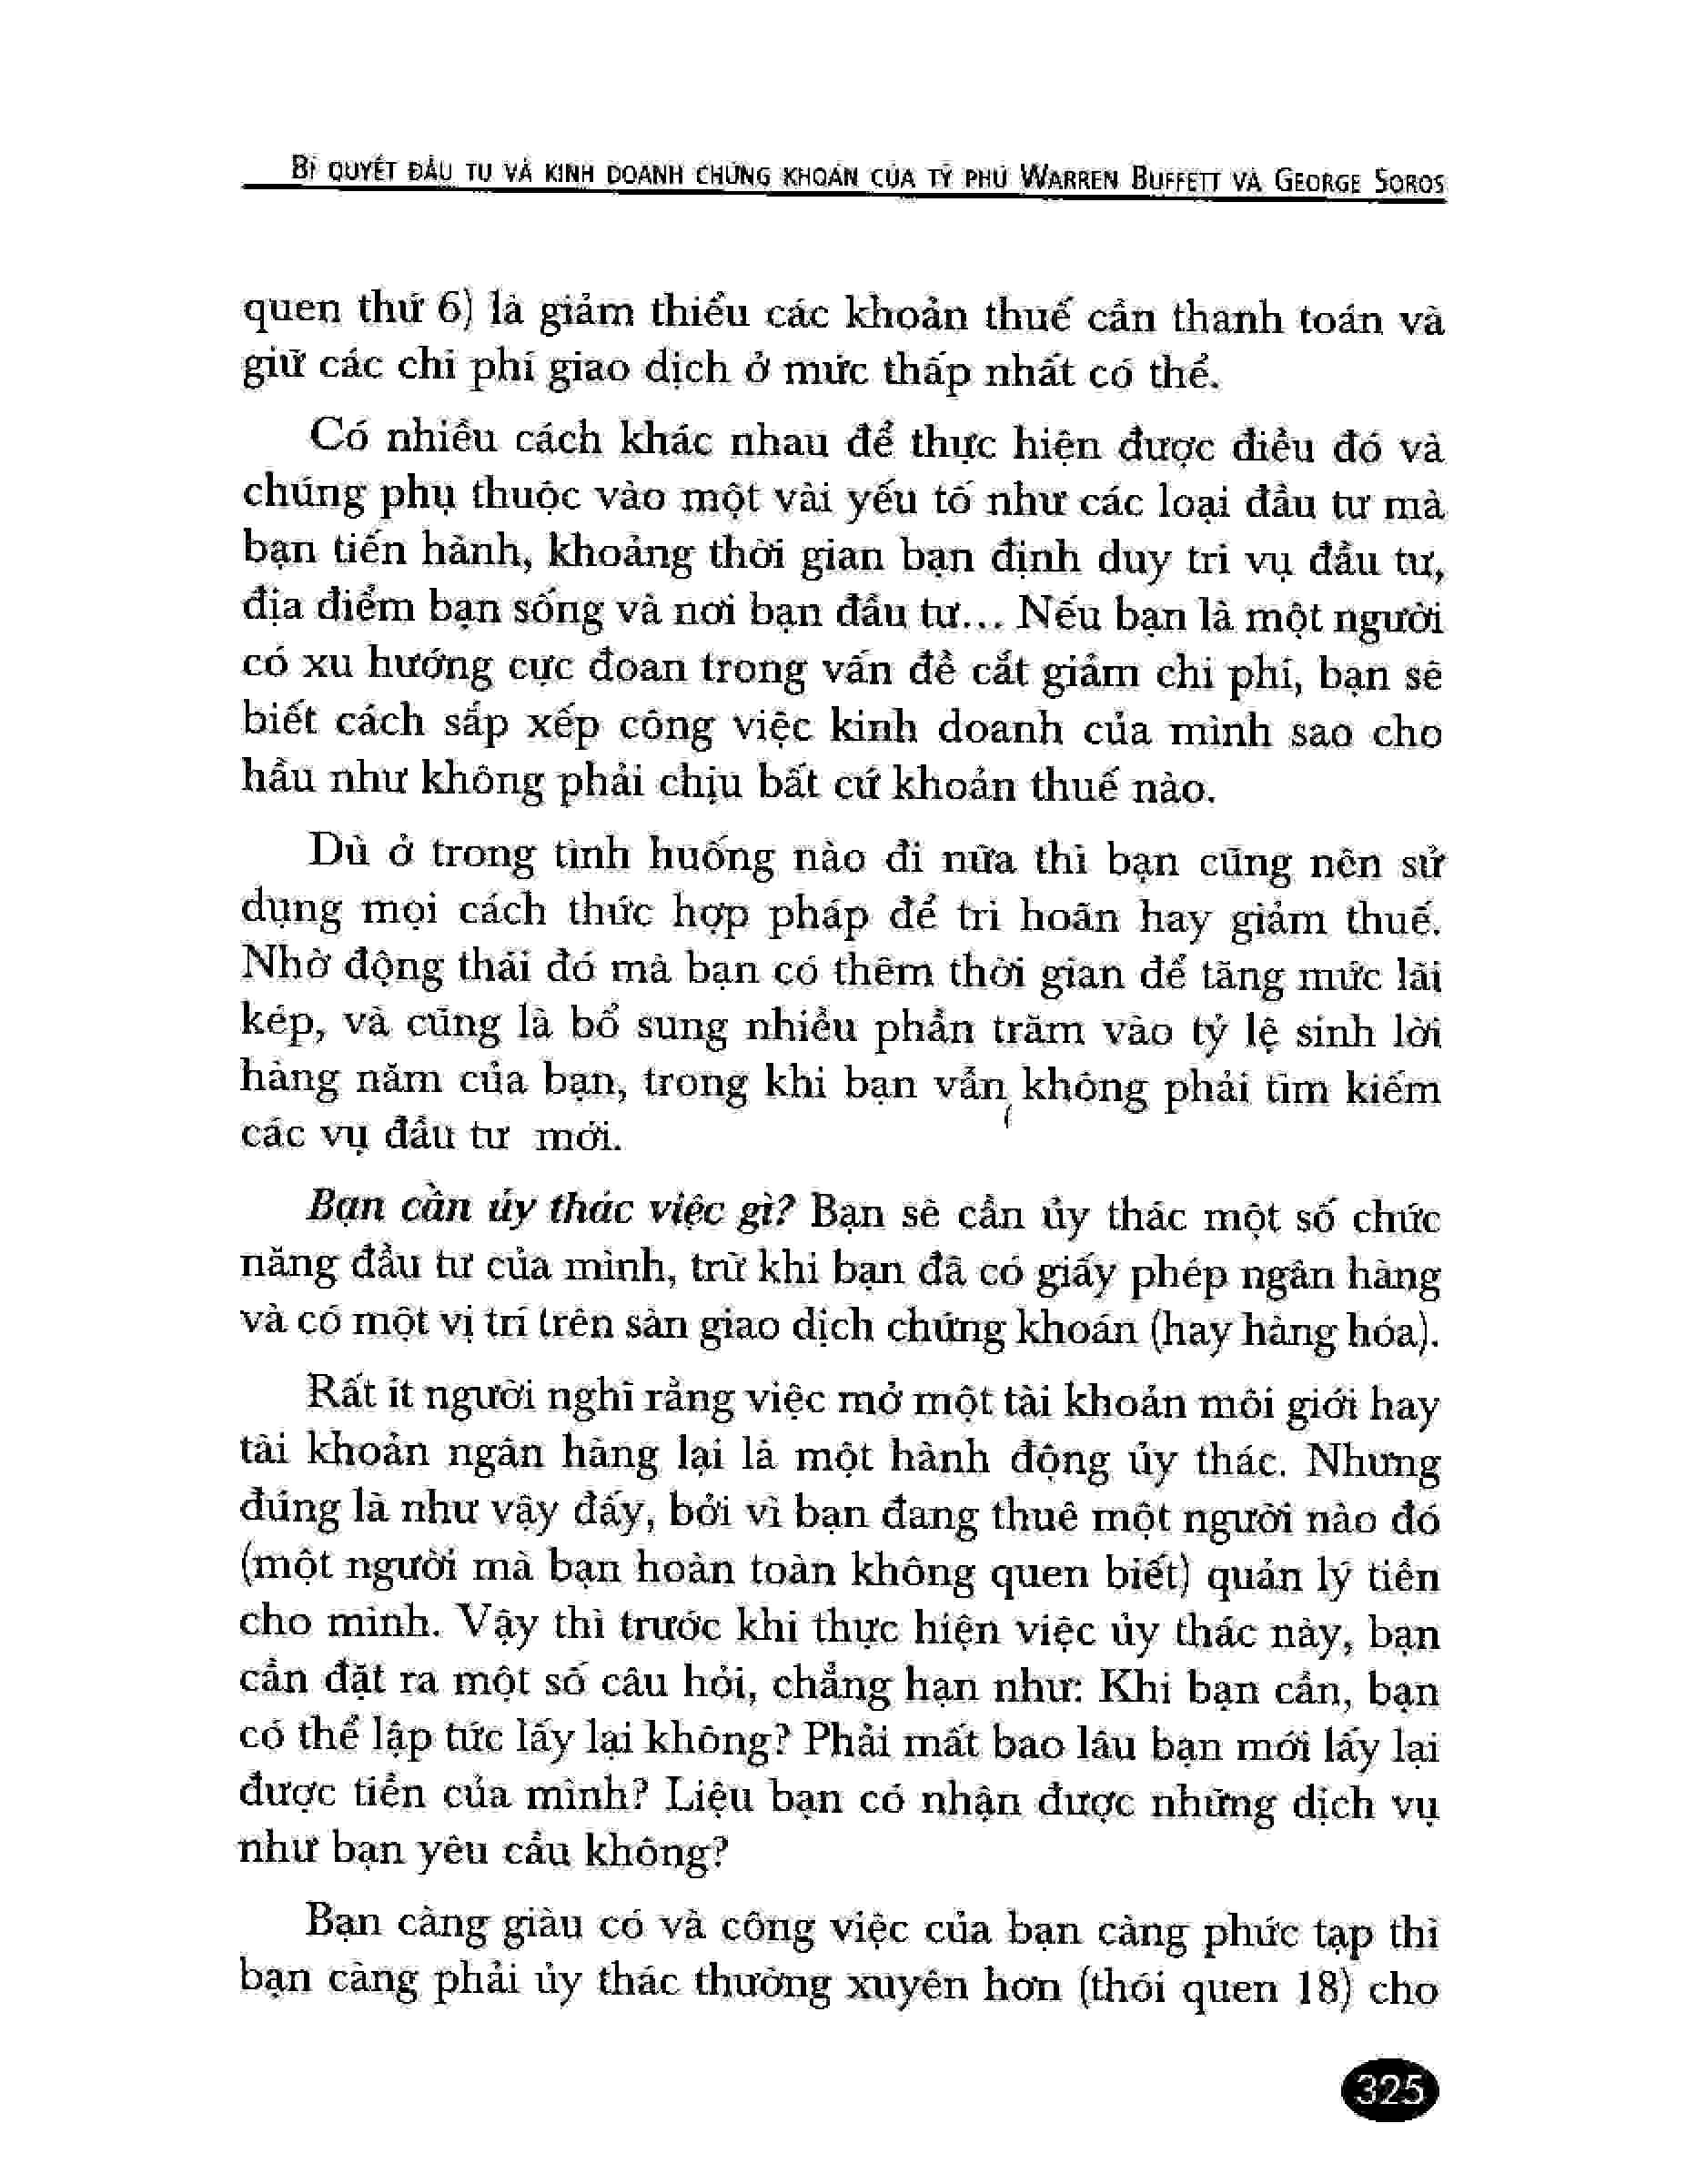 BÍ QUYẾT ĐẦU TƯ VÀ KINH DOANH CHỨNG KHOÁN CỦA TỶ PHÚ WARREN BUFFETT VÀ GEORGE SOROS
quen thứ 6) là giảm thiểu các khoản thuế cần thanh toán và
giữ các chi phí giao dịch ở mức thấp nhất có thể.
Có nhiều cách khác nhau để thực hiện được điều đó và
chúng phụ thuộc vào một vài yếu tố như các loại đầu tư mà
bạn tiến hành, khoảng thời gian bạn định duy trì vụ đầu tư,
địa điểm bạn sống và nơi bạn đầu tư... Nếu bạn là một người
có xu hướng cực đoan trong vấn đề cắt giảm chi phí, bạn sẽ
biết cách sắp xếp công việc kinh doanh của mình sao cho
hầu như không phải chịu bất cứ khoản thuế nào.
Dù ở trong tình huống nào đi nữa thì bạn cũng nên sử
dụng mọi cách thức hợp pháp để trì hoãn hay giảm thuế.
Nhờ động thái đó mà bạn có thêm thời gian để tăng mức lãi
kép, và cũng là bổ sung nhiều phần trăm vào tỷ lệ sinh lời
hàng năm của bạn, trong khi bạn vẫn không phải tìm kiếm
các vụ đầu tư mới.
Bạn cần ủy thác việc gì? Bạn sẽ cần ủy thác một số chức
năng đầu tư của mình, trừ khi bạn đã có giấy phép ngân hàng
và có một vị trí trên sàn giao dịch chứng khoán (hay hàng hóa).
Rất ít người nghĩ rằng việc mở một tài khoản môi giới hay
tài khoản ngân hàng lại là một hành động ủy thác. Nhưng
đúng là như vậy đấy, bởi vì bạn đang thuê một người nào đó
(một người mà bạn hoàn toàn không quen biết) quản lý tiền
cho mình. Vậy thì trước khi thực hiện việc ủy thác này, bạn
cần đặt ra một số câu hỏi, chẳng hạn như: Khi bạn cần, bạn
có thể lập tức lấy lại không? Phải mất bao lâu bạn mới lấy lại
được tiền của mình? Liệu bạn có nhận được những dịch vụ
như bạn yêu cầu không?
Bạn càng giàu có và công việc của bạn càng phức tạp thì
bạn càng phải ủy thác thường xuyên hơn (thói quen 18) cho
325